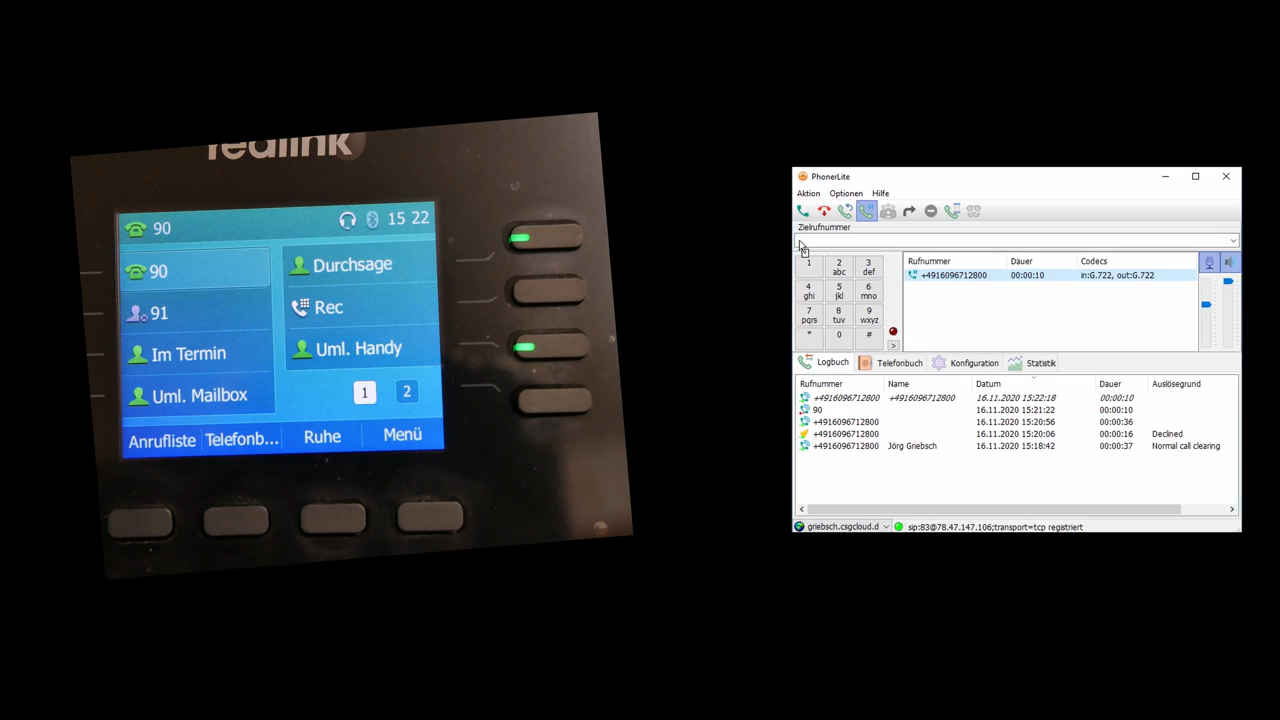 Yealink
90
15 22
90
91
Im Termin
Uml. Mailbox
Durchsage
Rec
Uml. Handy
1
2
Anrufliste
Telefonb...
Ruhe
Menü
PhonerLite
Aktion Optionen Hilfe
Zielrufnummer
1
2 abc
3 def
4 ghi
5 jkl
6 mno
7 pqrs
8 tuv
9 wxyz
*
0
#
>
Rufnummer Dauer Codecs
+4916096712800 00:00:10 in:G.722, out:G.722
Logbuch Telefonbuch Konfiguration Statistik
Rufnummer Name Datum Dauer Auslösegrund
+4916096712800 +4916096712800 16.11.2020 15:22:18 00:00:10
90 16.11.2020 15:21:22 00:00:10
+4916096712800 16.11.2020 15:20:56 00:00:36
+4916096712800 16.11.2020 15:20:06 00:00:16 Declined
+4916096712800 Jörg Griebsch 16.11.2020 15:18:42 00:00:37 Normal call clearing
griebsch.csgcloud.d sip:83@78.47.147.106;transport=tcp registriert